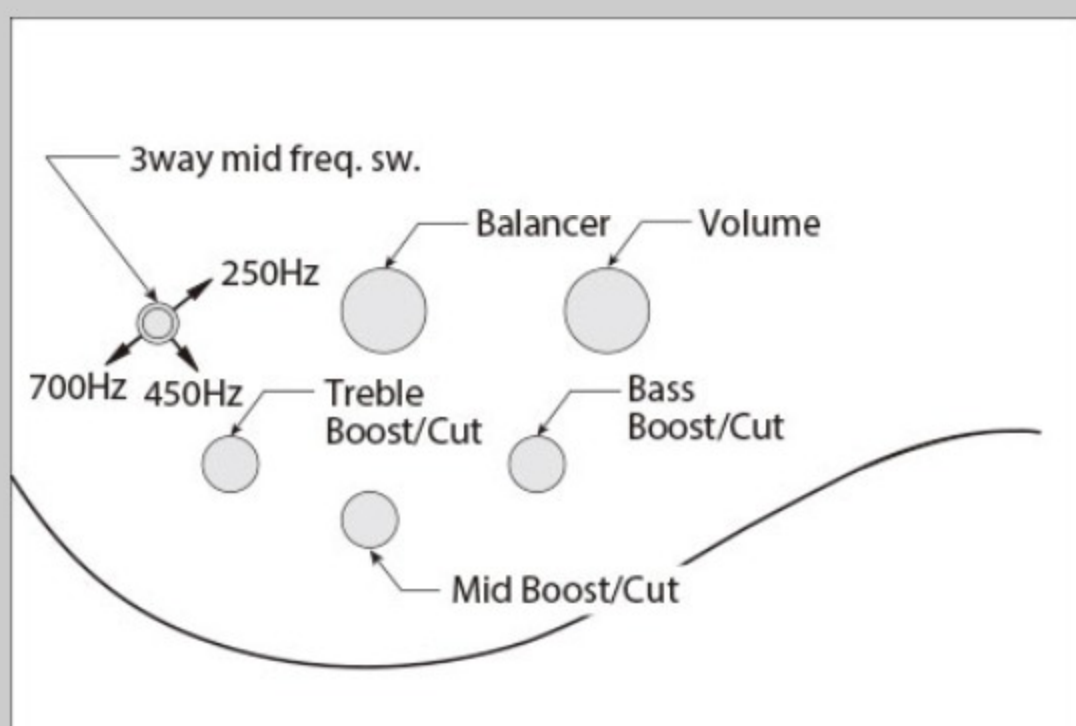 3way mid freq. sw.
Balancer
Volume
250Hz
700Hz
450Hz
Treble
Boost/Cut
Bass
Boost/Cut
Mid Boost/Cut